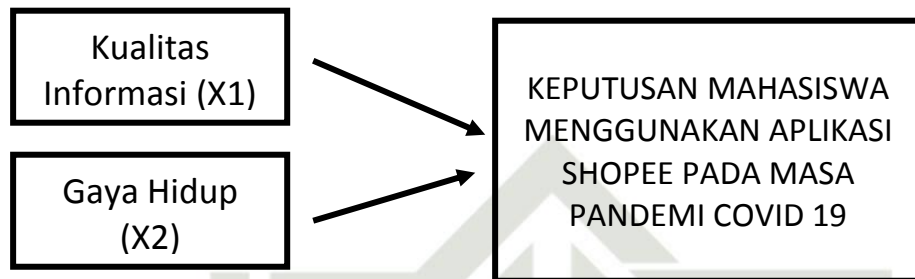 Kualitas
Informasi (X1)
Gaya Hidup
(X2)
KEPUTUSAN MAHASISWA
MENGGUNAKAN APLIKASI
SHOPEE PADA MASA
PANDEMI COVID 19